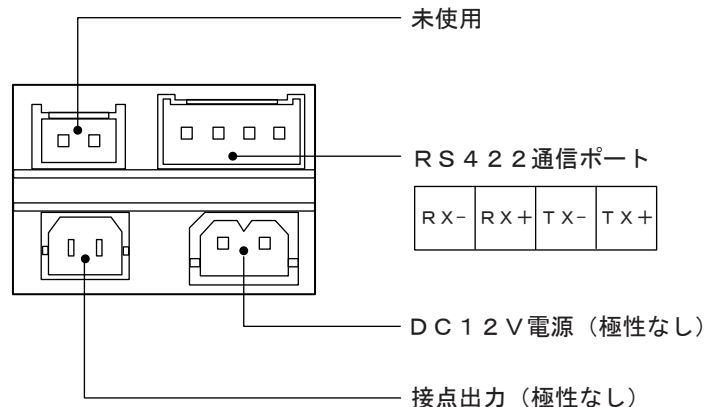 未使用
ＲＳ４２２通信ポート
ＲＸ－ ＲＸ＋ ＴＸ－ ＴＸ＋
ＤＣ１２Ｖ電源（極性なし）
接点出力（極性なし）